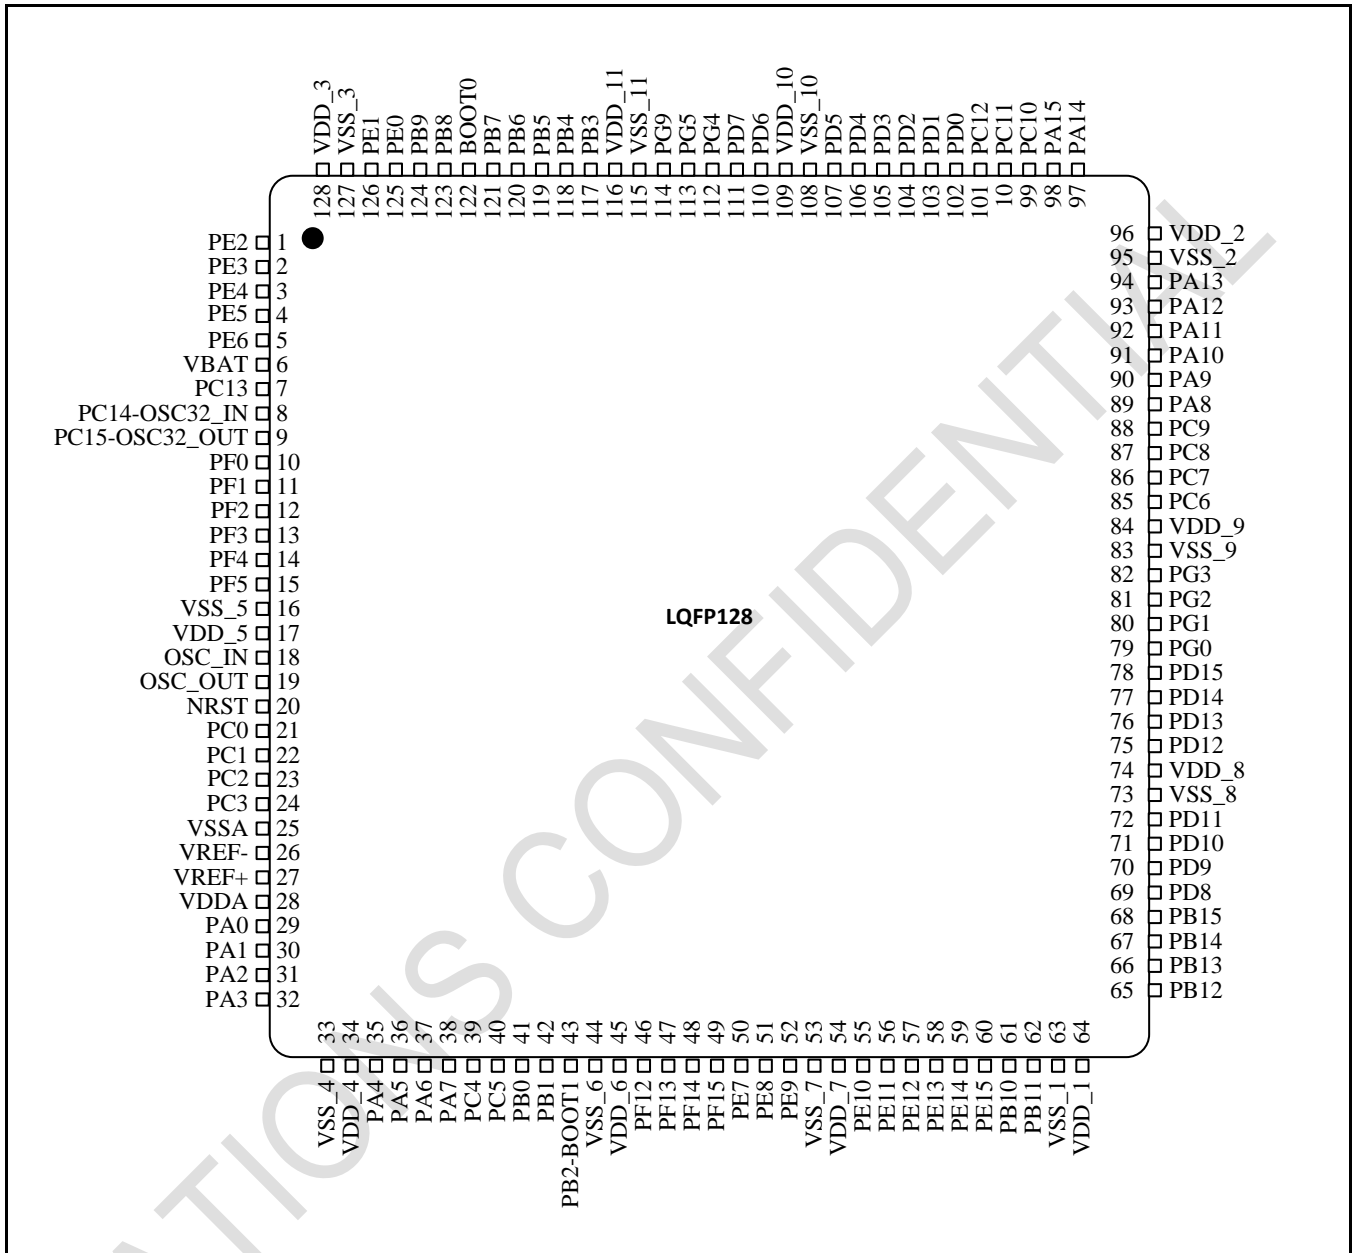 VDD_3 VSS_3 PE1 PE0 PB9 PB8 BOOT0 PB7 PB6 PB5 PB4 PB3 VDD_11 VSS_11 PG9 PG5 PG4 PD7 PD6 VDD_10 VSS_10 PD5 PD4 PD3 PD2 PD1 PD0 PC12 PC11 PC10 PA15 PA14
128 127 126 125 124 123 122 121 120 119 118 117 116 115 114 113 112 111 110 109 108 107 106 105 104 103 102 101 10 99 98 97
PE2 1
PE3 2
PE4 3
PE5 4
PE6 5
VBAT 6
PC13 7
PC14-OSC32_IN 8
PC15-OSC32_OUT 9
PF0 10
PF1 11
PF2 12
PF3 13
PF4 14
PF5 15
VSS_5 16
VDD_5 17
OSC_IN 18
OSC_OUT 19
NRST 20
PC0 21
PC1 22
PC2 23
PC3 24
VSSA 25
VREF- 26
VREF+ 27
VDDA 28
PA0 29
PA1 30
PA2 31
PA3 32
LQFP128
96 VDD_2
95 VSS_2
94 PA13
93 PA12
92 PA11
91 PA10
90 PA9
89 PA8
88 PC9
87 PC8
86 PC7
85 PC6
84 VDD_9
83 VSS_9
82 PG3
81 PG2
80 PG1
79 PG0
78 PD15
77 PD14
76 PD13
75 PD12
74 VDD_8
73 VSS_8
72 PD11
71 PD10
70 PD9
69 PD8
68 PB15
67 PB14
66 PB13
65 PB12
33 34 35 36 37 38 39 40 41 42 43 44 45 46 47 48 49 50 51 52 53 54 55 56 57 58 59 60 61 62 63 64
VSS_4 VDD_4 PA4 PA5 PA6 PA7 PC4 PC5 PB0 PB1 PB2-BOOT1 VSS_6 VDD_6 PF12 PF13 PF14 PF15 PE7 PE8 PE9 VSS_7 VDD_7 PE10 PE11 PE12 PE13 PE14 PE15 PB10 PB11 VSS_1 VDD_1
ATIONS CONFIDENTIAL